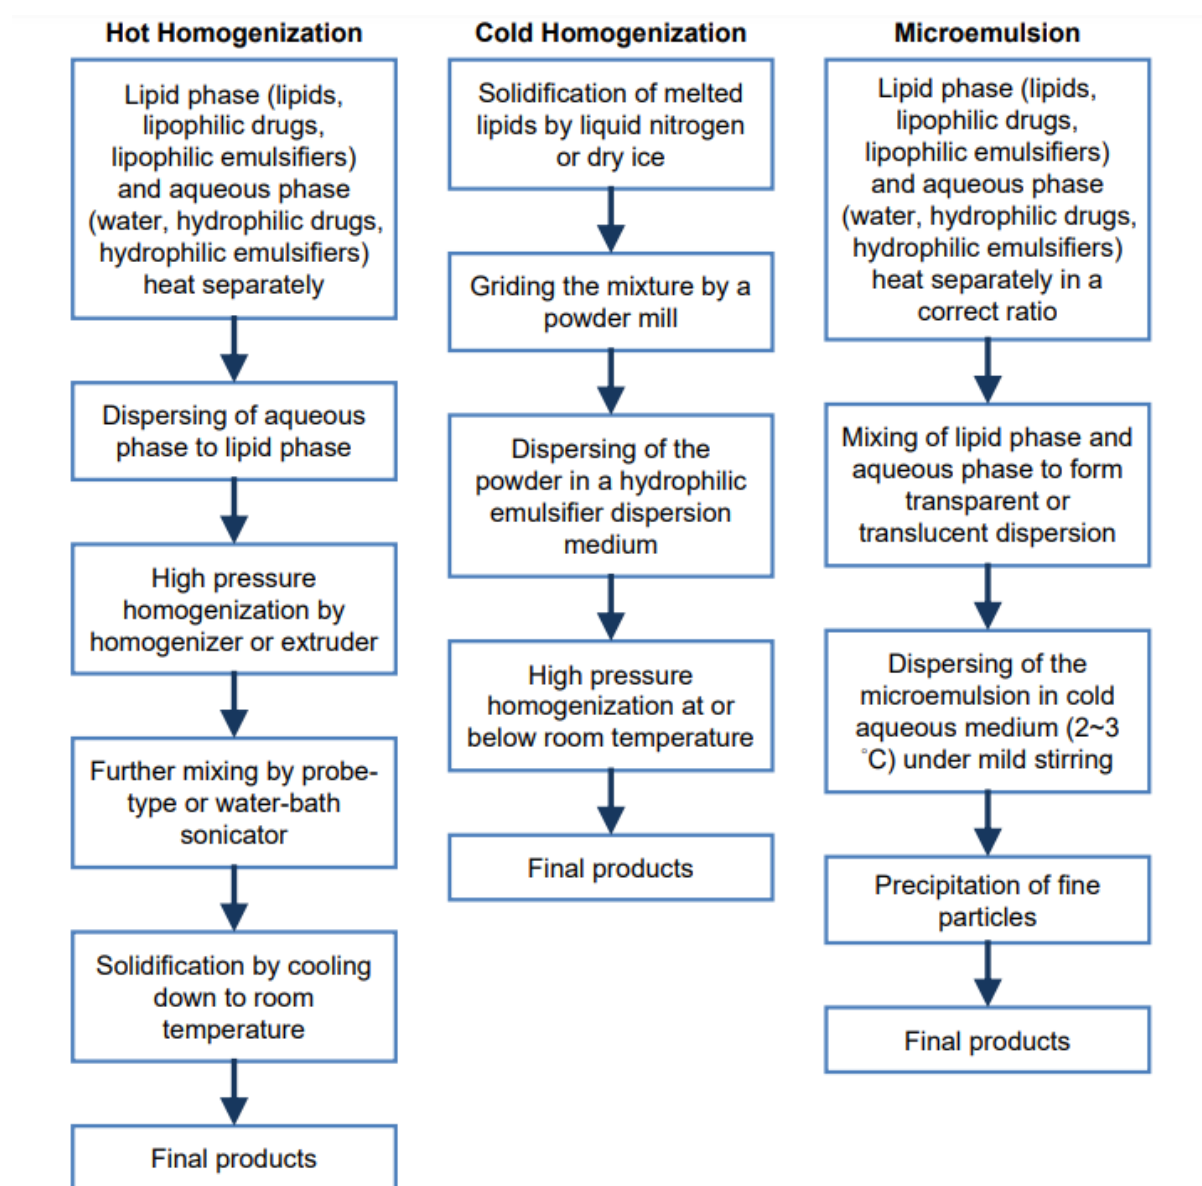 Hot Homogenization
Lipid phase (lipids,
lipophilic drugs,
lipophilic emulsifiers)
and aqueous phase
(water, hydrophilic drugs,
hydrophilic emulsifiers)
heat separately
Dispersing of aqueous
phase to lipid phase
High pressure
homogenization by
homogenizer or extruder
Further mixing by probe-
type or water-bath
sonicator
Solidification by cooling
down to room
temperature
Final products
Cold Homogenization
Solidification of melted
lipids by liquid nitrogen
or dry ice
Griding the mixture by a
powder mill
Dispersing of the
powder in a hydrophilic
emulsifier dispersion
medium
High pressure
homogenization at or
below room temperature
Final products
Microemulsion
Lipid phase (lipids,
lipophilic drugs,
lipophilic emulsifiers)
and aqueous phase
(water, hydrophilic drugs,
hydrophilic emulsifiers)
heat separately in a
correct ratio
Mixing of lipid phase and
aqueous phase to form
transparent or
translucent dispersion
Dispersing of the
microemulsion in cold
aqueous medium (2~3
°C) under mild stirring
Precipitation of fine
particles
Final products